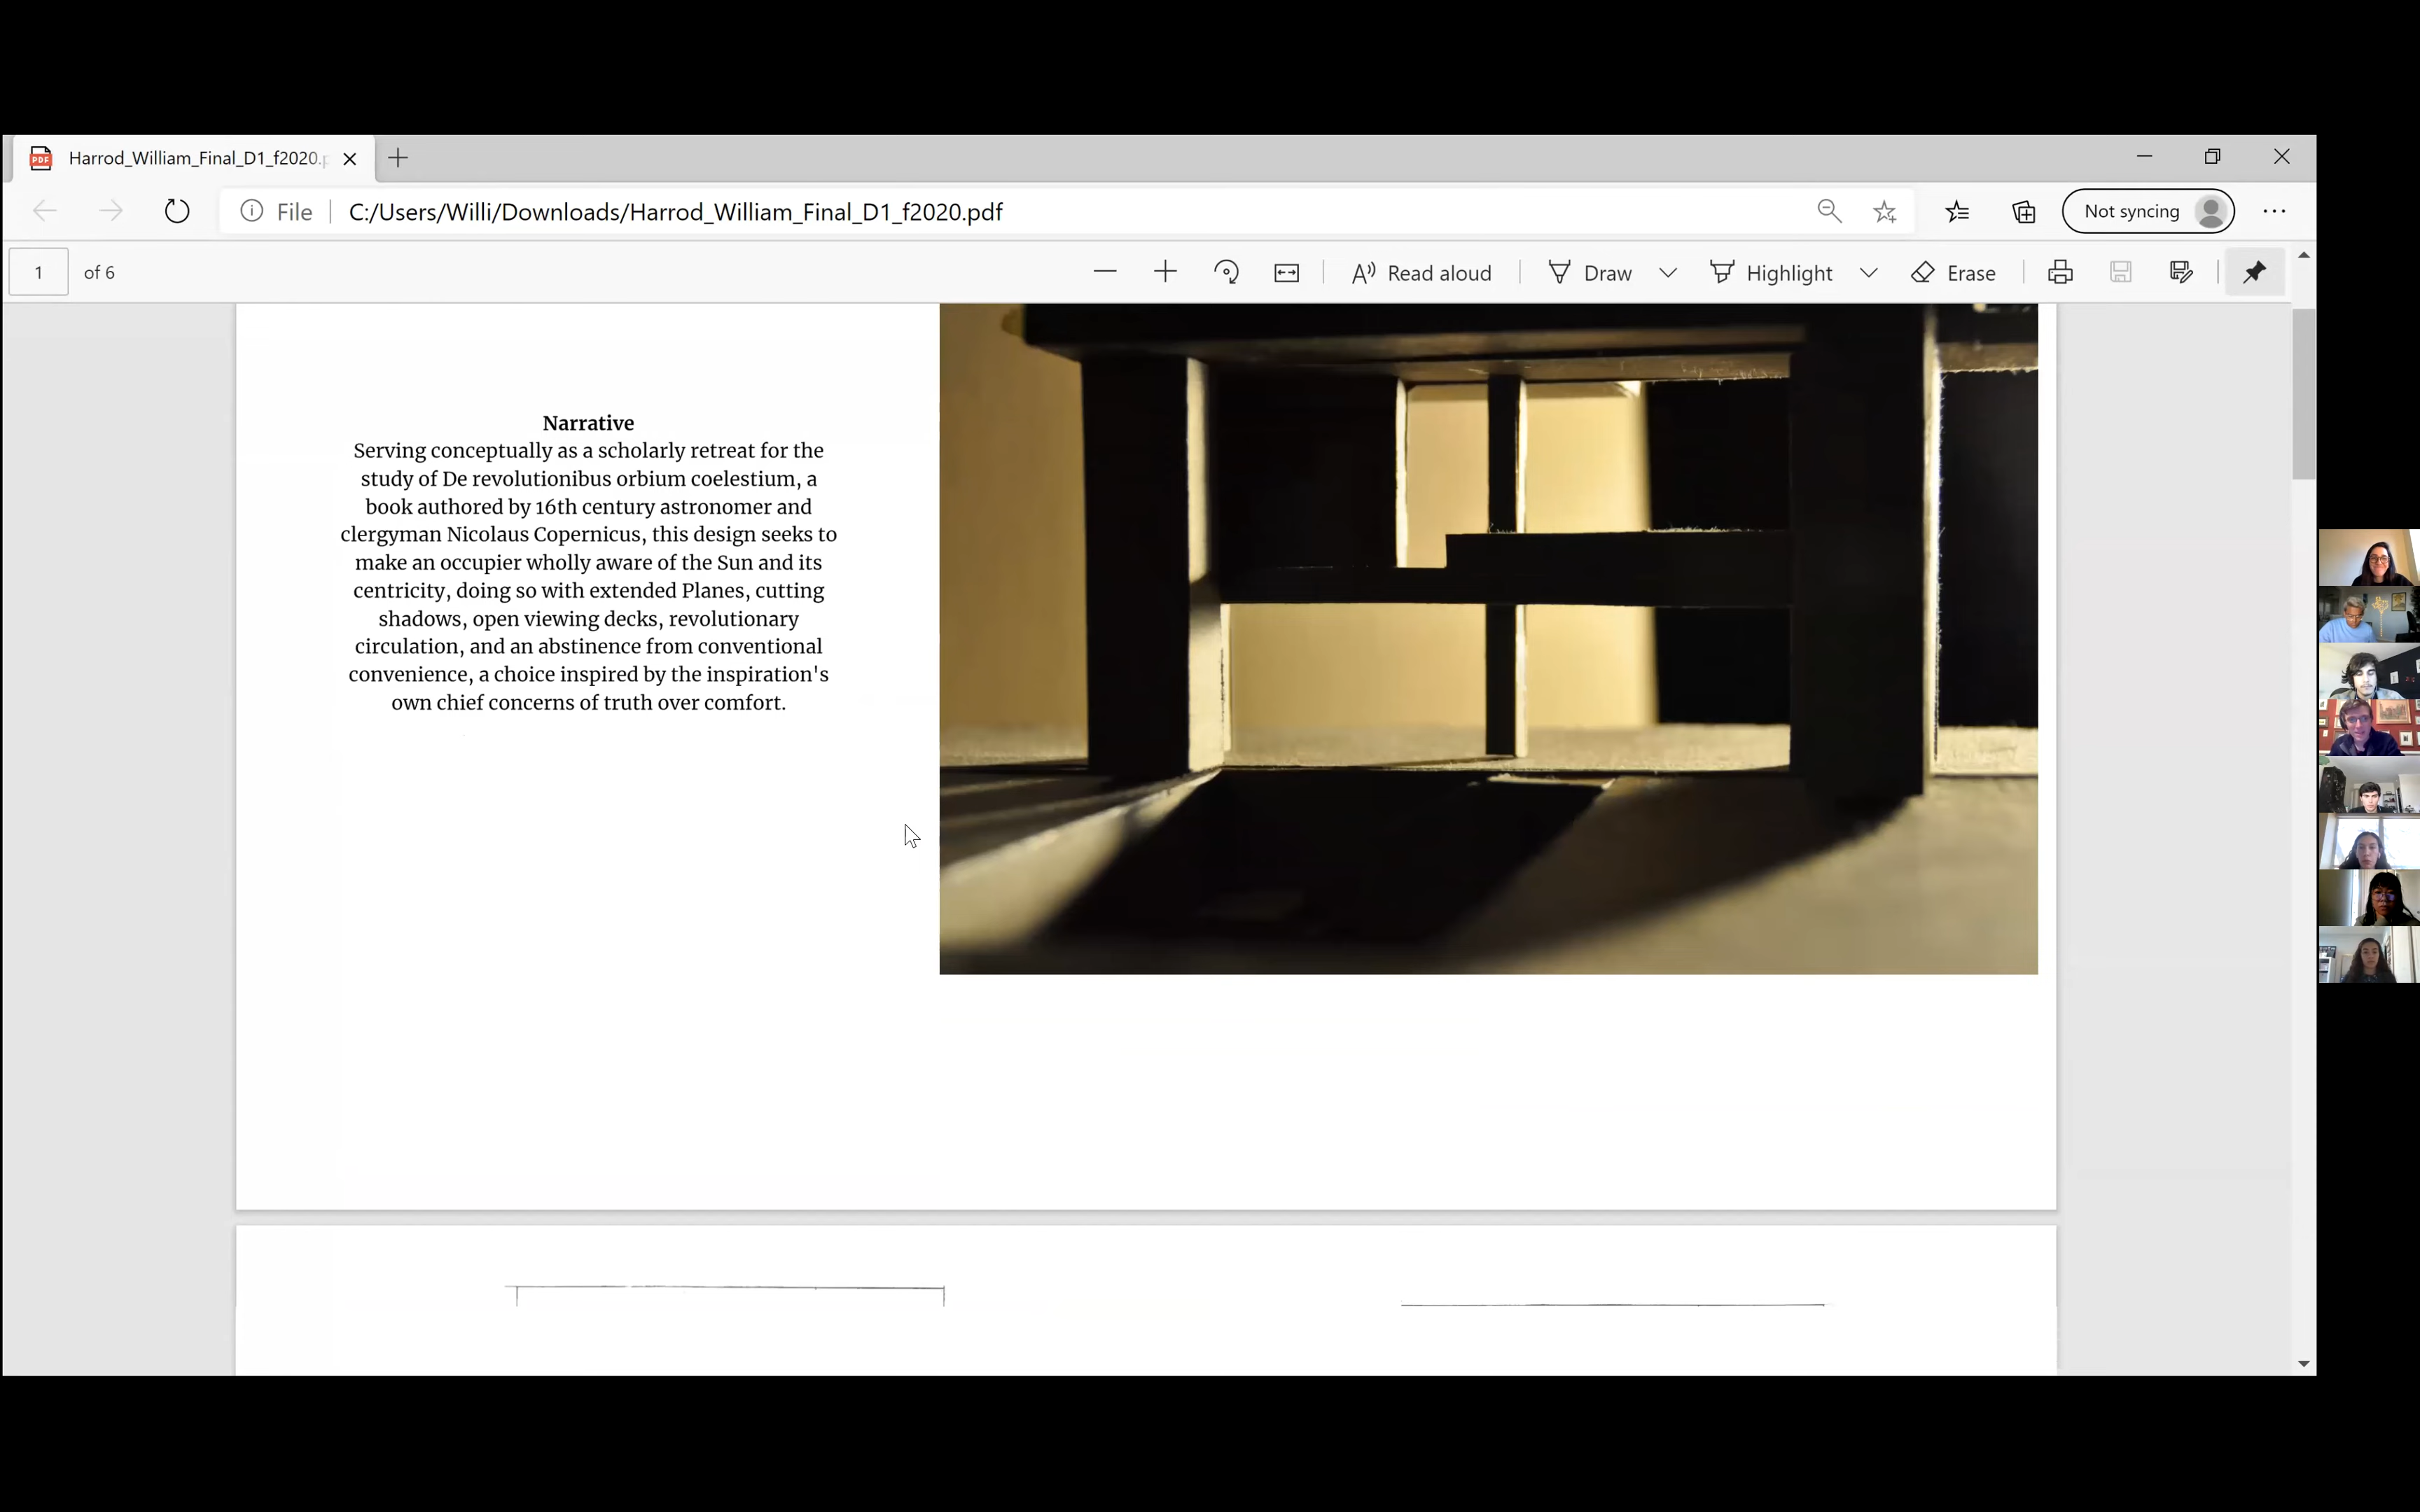 Harrod_William_Final_D1_f2020.p
File
C:/Users/Willi/Downloads/Harrod_William_Final_D1_f2020.pdf
Not syncing
1
of 6
Read aloud
Draw
Highlight
Erase
Narrative
Serving conceptually as a scholarly retreat for the
study of De revolutionibus orbium coelestium, a
book authored by 16th century astronomer and
clergyman Nicolaus Copernicus, this design seeks to
make an occupier wholly aware of the Sun and its
centricity, doing so with extended Planes, cutting
shadows, open viewing decks, revolutionary
circulation, and an abstinence from conventional
convenience, a choice inspired by the inspiration's
own chief concerns of truth over comfort.